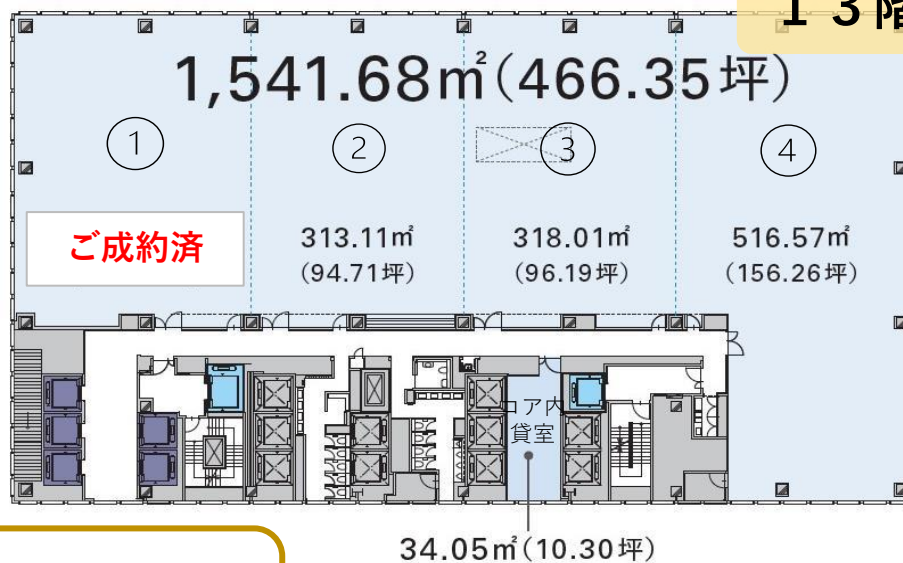 13階
1,541.68㎡(466.35坪)
①
②
③
④
ご成約済
313.11㎡
(94.71坪)
318.01㎡
(96.19坪)
516.57㎡
(156.26坪)
コア内
貸室
34.05㎡(10.30坪)